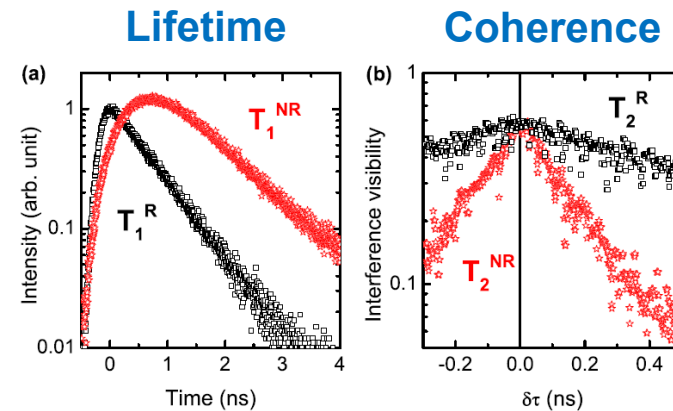 Lifetime
Coherence
(a)
T₁ᴺᴿ
T₁ᴿ
Intensity (arb. unit)
1
0.1
0.01
0 1 2 3 4
Time (ns)
(b)
T₂ᴿ
T₂ᴺᴿ
Interference visibility
1
0.1
-0.2 0.0 0.2 0.4
δτ (ns)